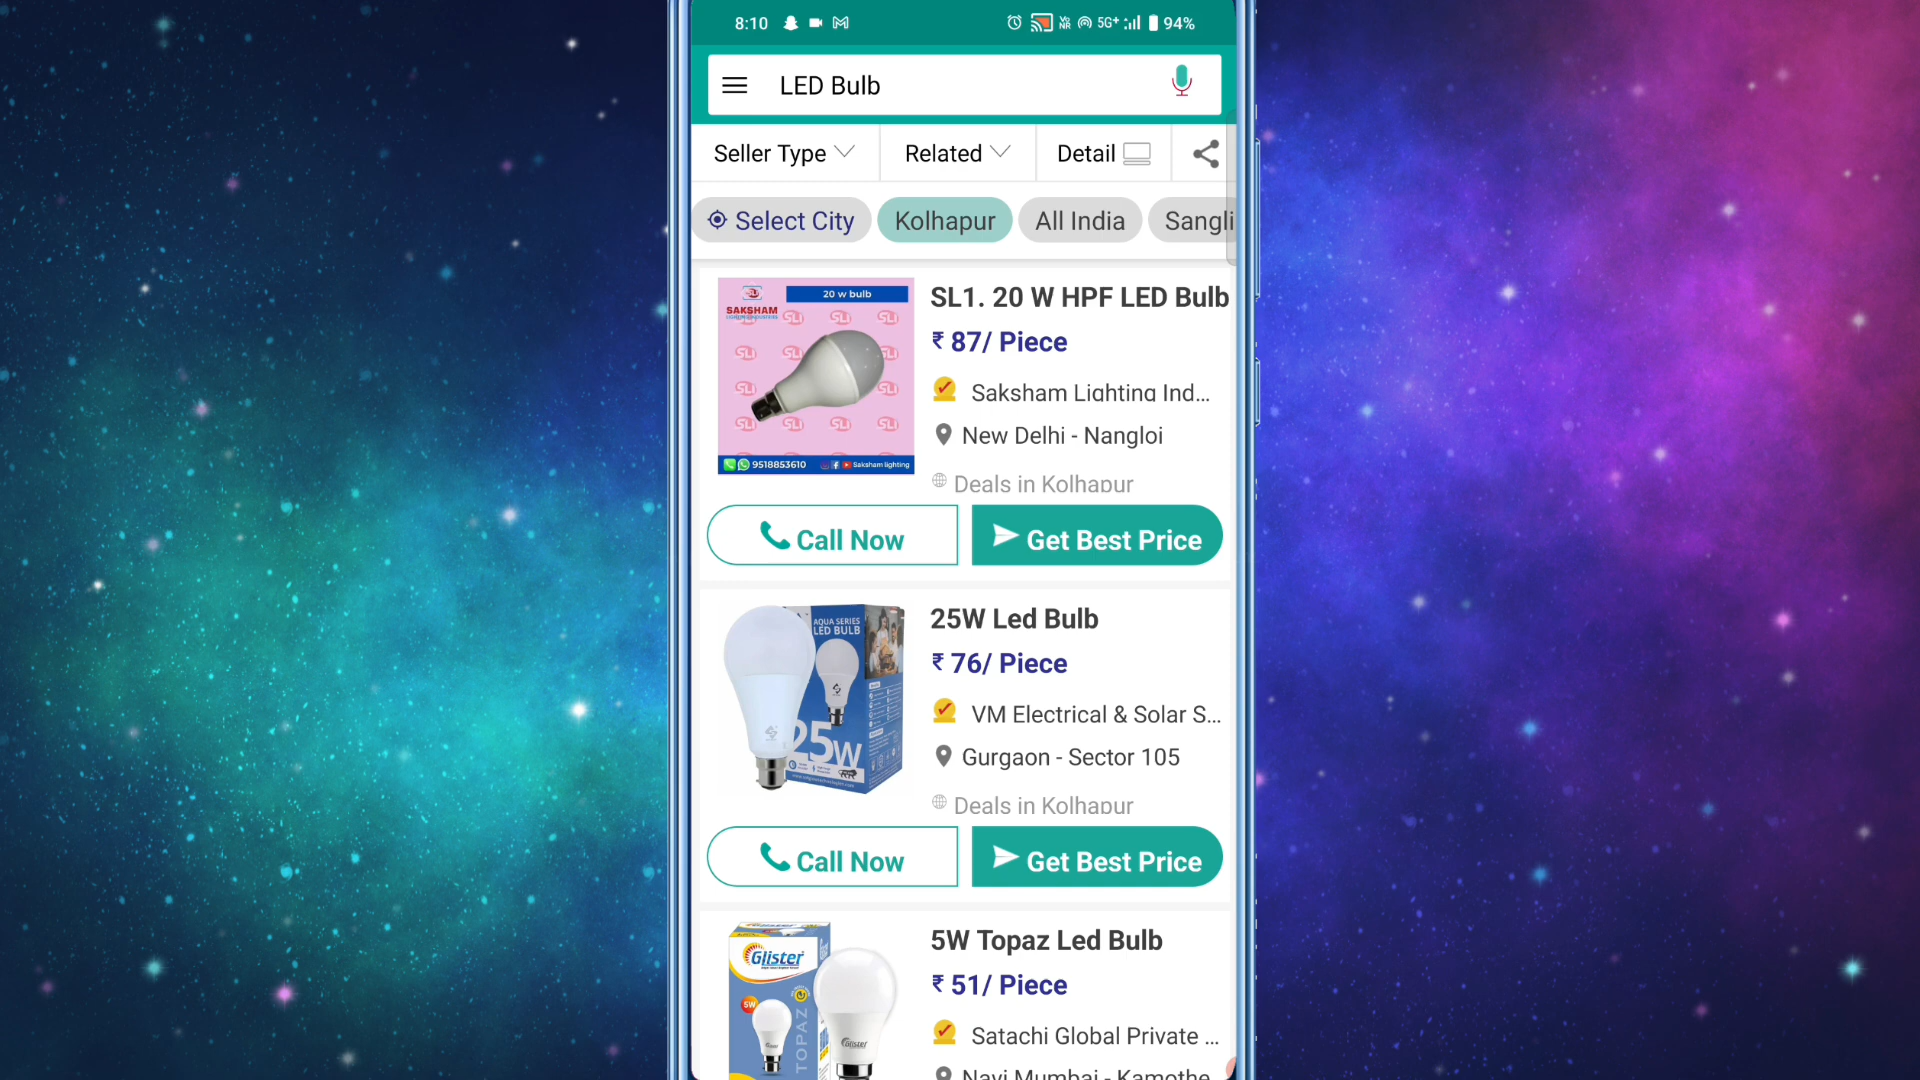 8:10
5G+ 94%
LED Bulb
Seller Type
Related
Detail
Select City
Kolhapur
All India
Sangli
SAKSHAM
20 w bulb
SLI
9518853610
Saksham lighting
SL1. 20 W HPF LED Bulb
₹ 87/ Piece
Saksham Lighting Ind...
New Delhi - Nangloi
Deals in Kolhapur
Call Now
Get Best Price
AQUA SERIES
LED BULB
25W
25W Led Bulb
₹ 76/ Piece
VM Electrical & Solar S...
Gurgaon - Sector 105
Deals in Kolhapur
Call Now
Get Best Price
Glister
5W
TOPAZ
Glister
5W Topaz Led Bulb
₹ 51/ Piece
Satachi Global Private ...
Navi Mumbai - Kamothe